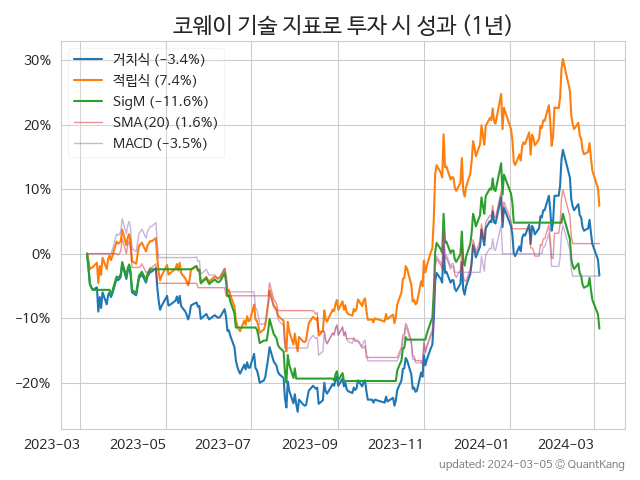 코웨이 기술 지표로 투자 시 성과 (1년)
30%
20%
10%
0%
−10%
−20%
거치식 (−3.4%)
적립식 (7.4%)
SigM (−11.6%)
SMA(20) (1.6%)
MACD (−3.5%)
2023−03
2023−05
2023−07
2023−09
2023−11
2024−01
2024−03
updated: 2024-03-05 © QuantKang